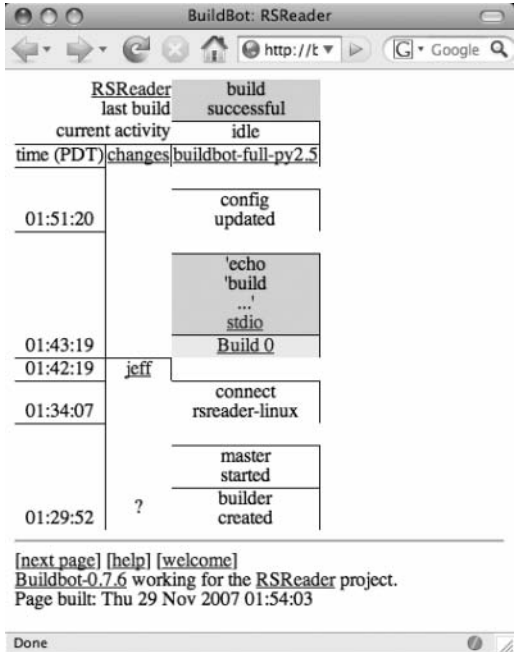 BuildBot: RSReader
http://t
G Google
RSReader build
last build successful
current activity idle
time (PDT) changes buildbot-full-py2.5
config
01:51:20 updated
'echo
'build
...'
stdio
01:43:19 Build 0
01:42:19 jeff
connect
01:34:07 rsreader-linux
master
started
builder
01:29:52 ? created
[next page] [help] [welcome]
Buildbot-0.7.6 working for the RSReader project.
Page built: Thu 29 Nov 2007 01:54:03
Done